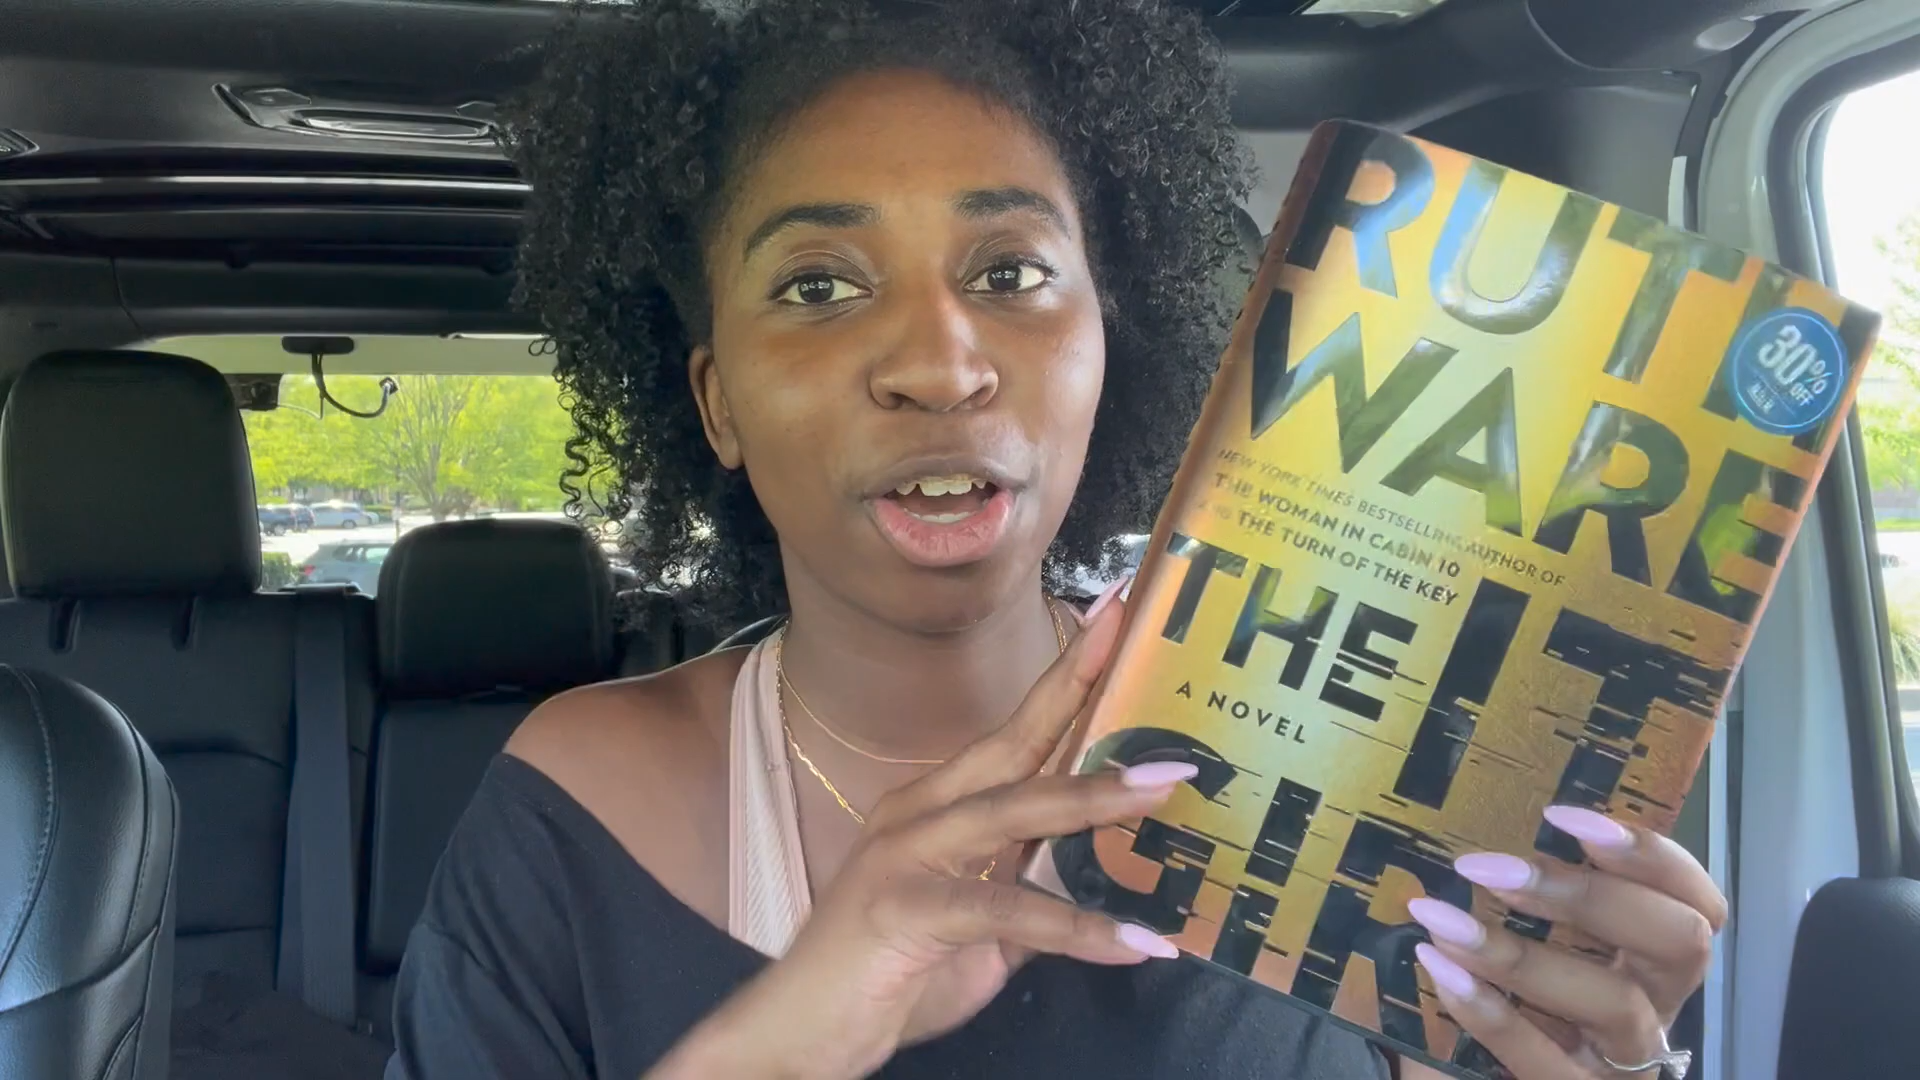 RUTH
WARE
NEW YORK TIMES BESTSELLING AUTHOR OF
THE WOMAN IN CABIN 10
AND THE TURN OF THE KEY
THE IT
A NOVEL
GIRL
30%
OFF